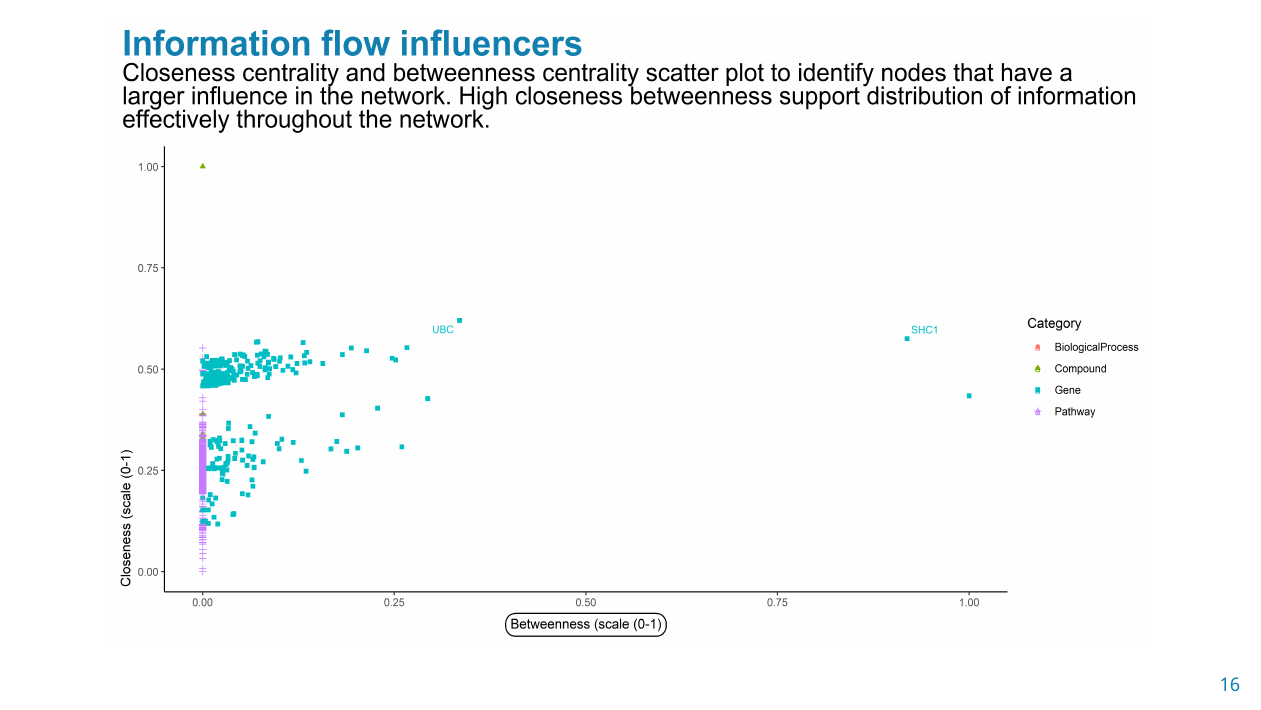 Information flow influencers
Closeness centrality and betweenness centrality scatter plot to identify nodes that have a
larger influence in the network. High closeness betweenness support distribution of information
effectively throughout the network.
1.00
0.75
0.50
0.25
0.00
Closeness (scale (0-1)
UBC
SHC1
Category
BiologicalProcess
Compound
Gene
Pathway
0.00 0.25 0.50 0.75 1.00
Betweenness (scale (0-1)
16